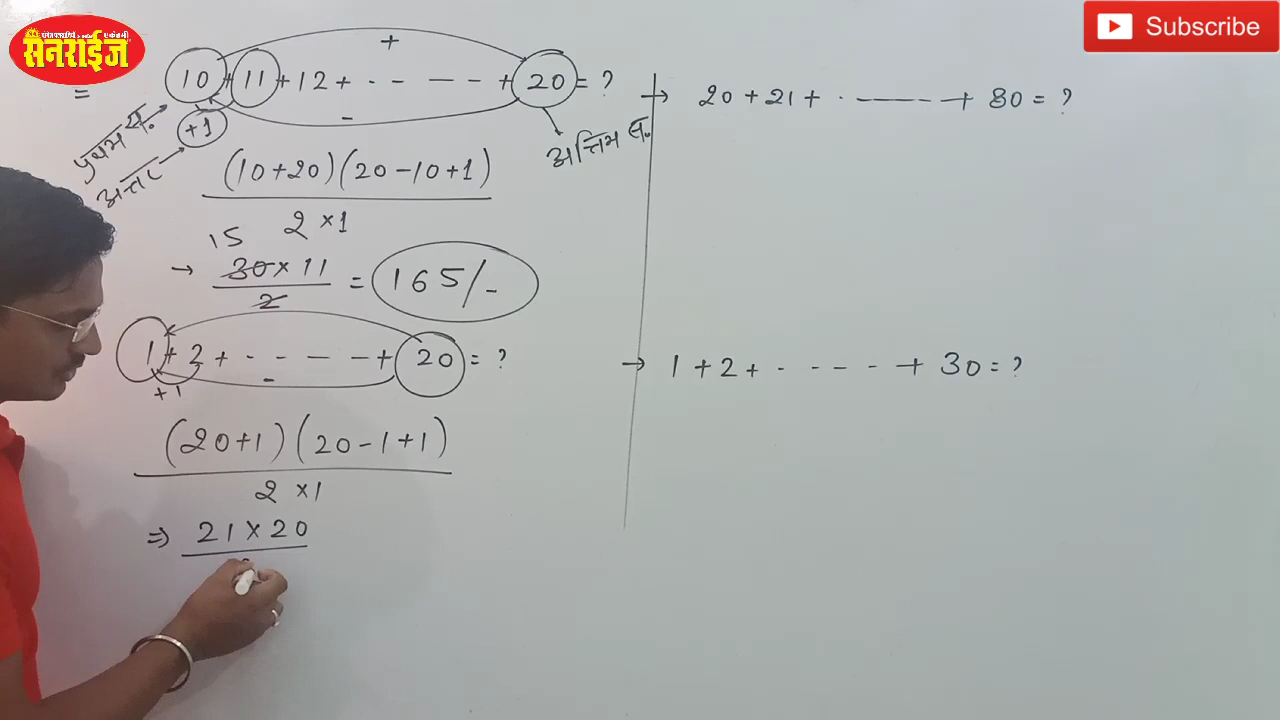 सनराईज
Subscribe
+
10 + 11 + 12 + - - — - - + 20 = ?
=
-
+1
प्रथम सं.
अन्तर
अन्तिम सं.
(10+20)(20-10+1)
2 ×1
15
→ 30 × 11 = 165/-
2
1 + 2 + - - — - + 20 = ?
+1
-
(20+1)(20-1+1)
2 ×1
⇒ 21 × 20
→ 20 + 21 + - ——— - + 80 = ?
→ 1 + 2 + - - - - + 30 = ?